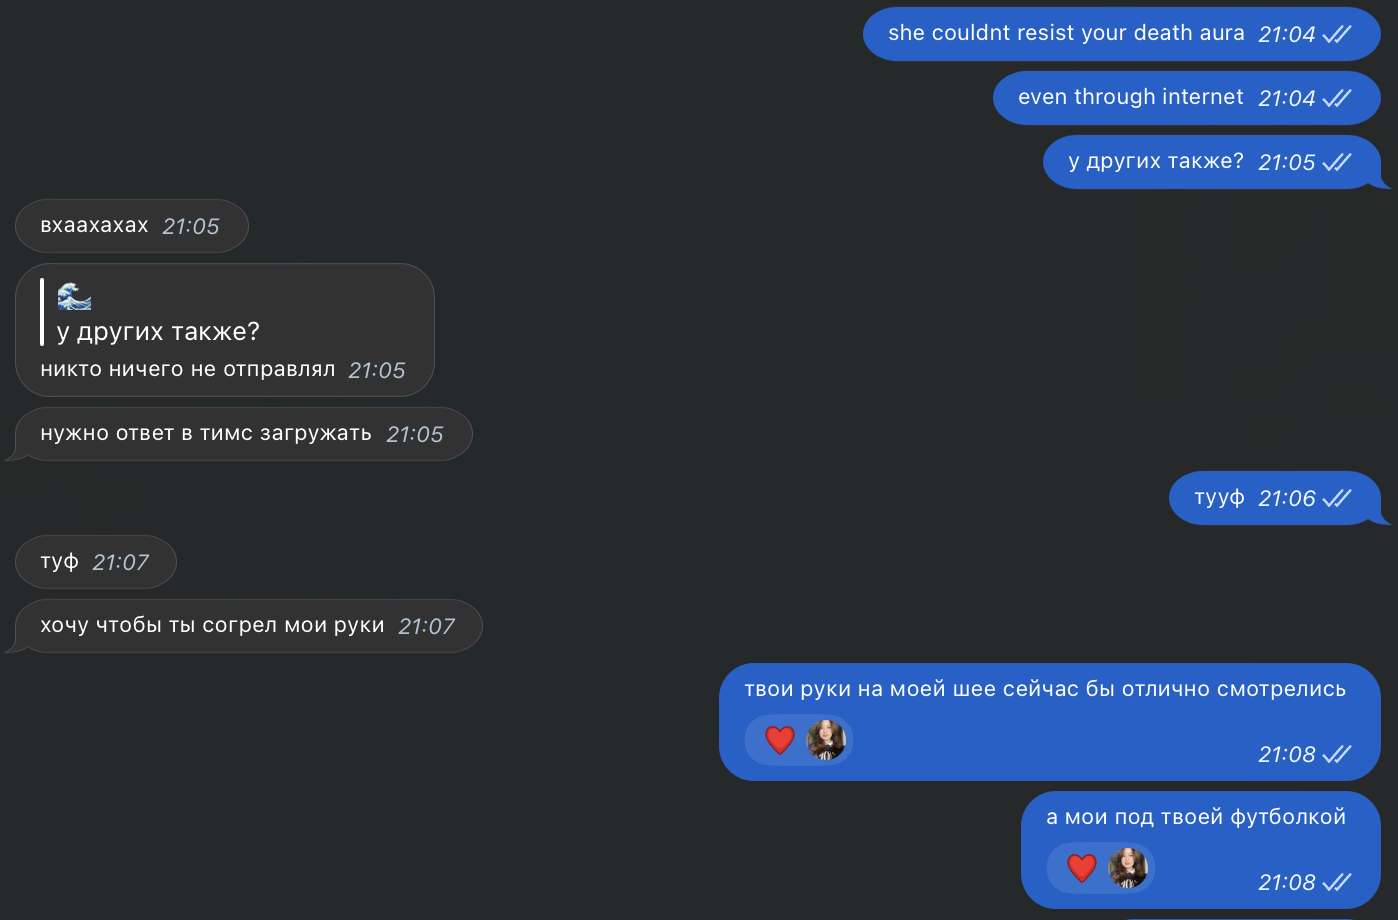 she couldnt resist your death aura 21:04
even through internet 21:04
у других также? 21:05
вхаахахах 21:05
у других также?
никто ничего не отправлял 21:05
нужно ответ в тимс загружать 21:05
тууф 21:06
туф 21:07
хочу чтобы ты согрел мои руки 21:07
твои руки на моей шее сейчас бы отлично смотрелись
21:08
а мои под твоей футболкой
21:08